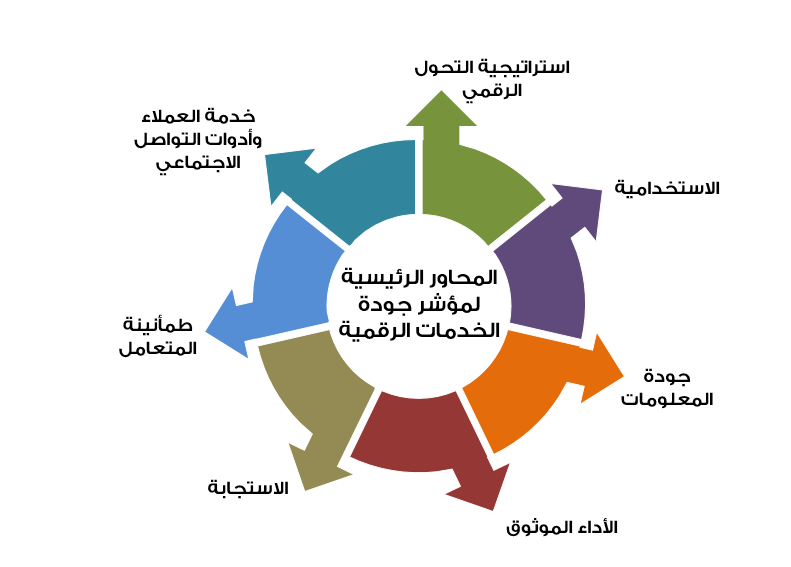 المحاور الرئيسية
لمؤشر جودة
الخدمات الرقمية
استراتيجية التحول
الرقمي
الاستخدامية
جودة
المعلومات
الأداء الموثوق
الاستجابة
طمأنينة
المتعامل
خدمة العملاء
وأدوات التواصل
الاجتماعي